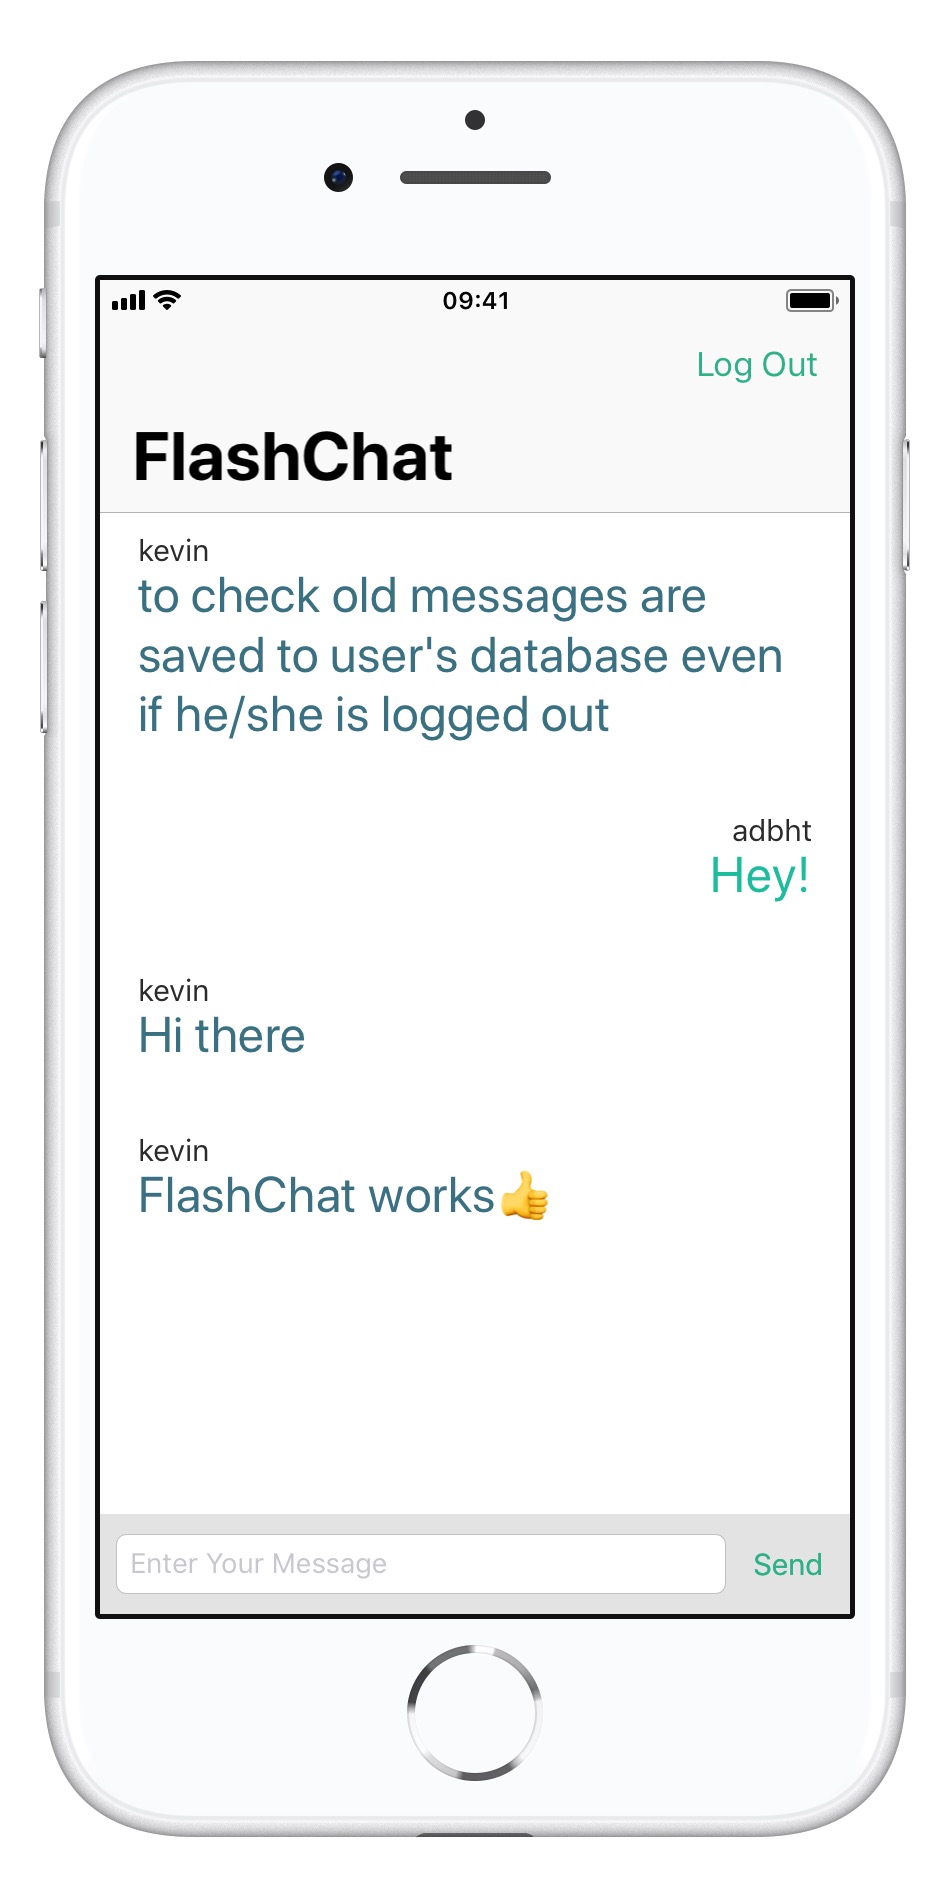 09:41
Log Out
FlashChat
kevin
to check old messages are
saved to user's database even
if he/she is logged out
adbht
Hey!
kevin
Hi there
kevin
FlashChat works👍
Enter Your Message
Send